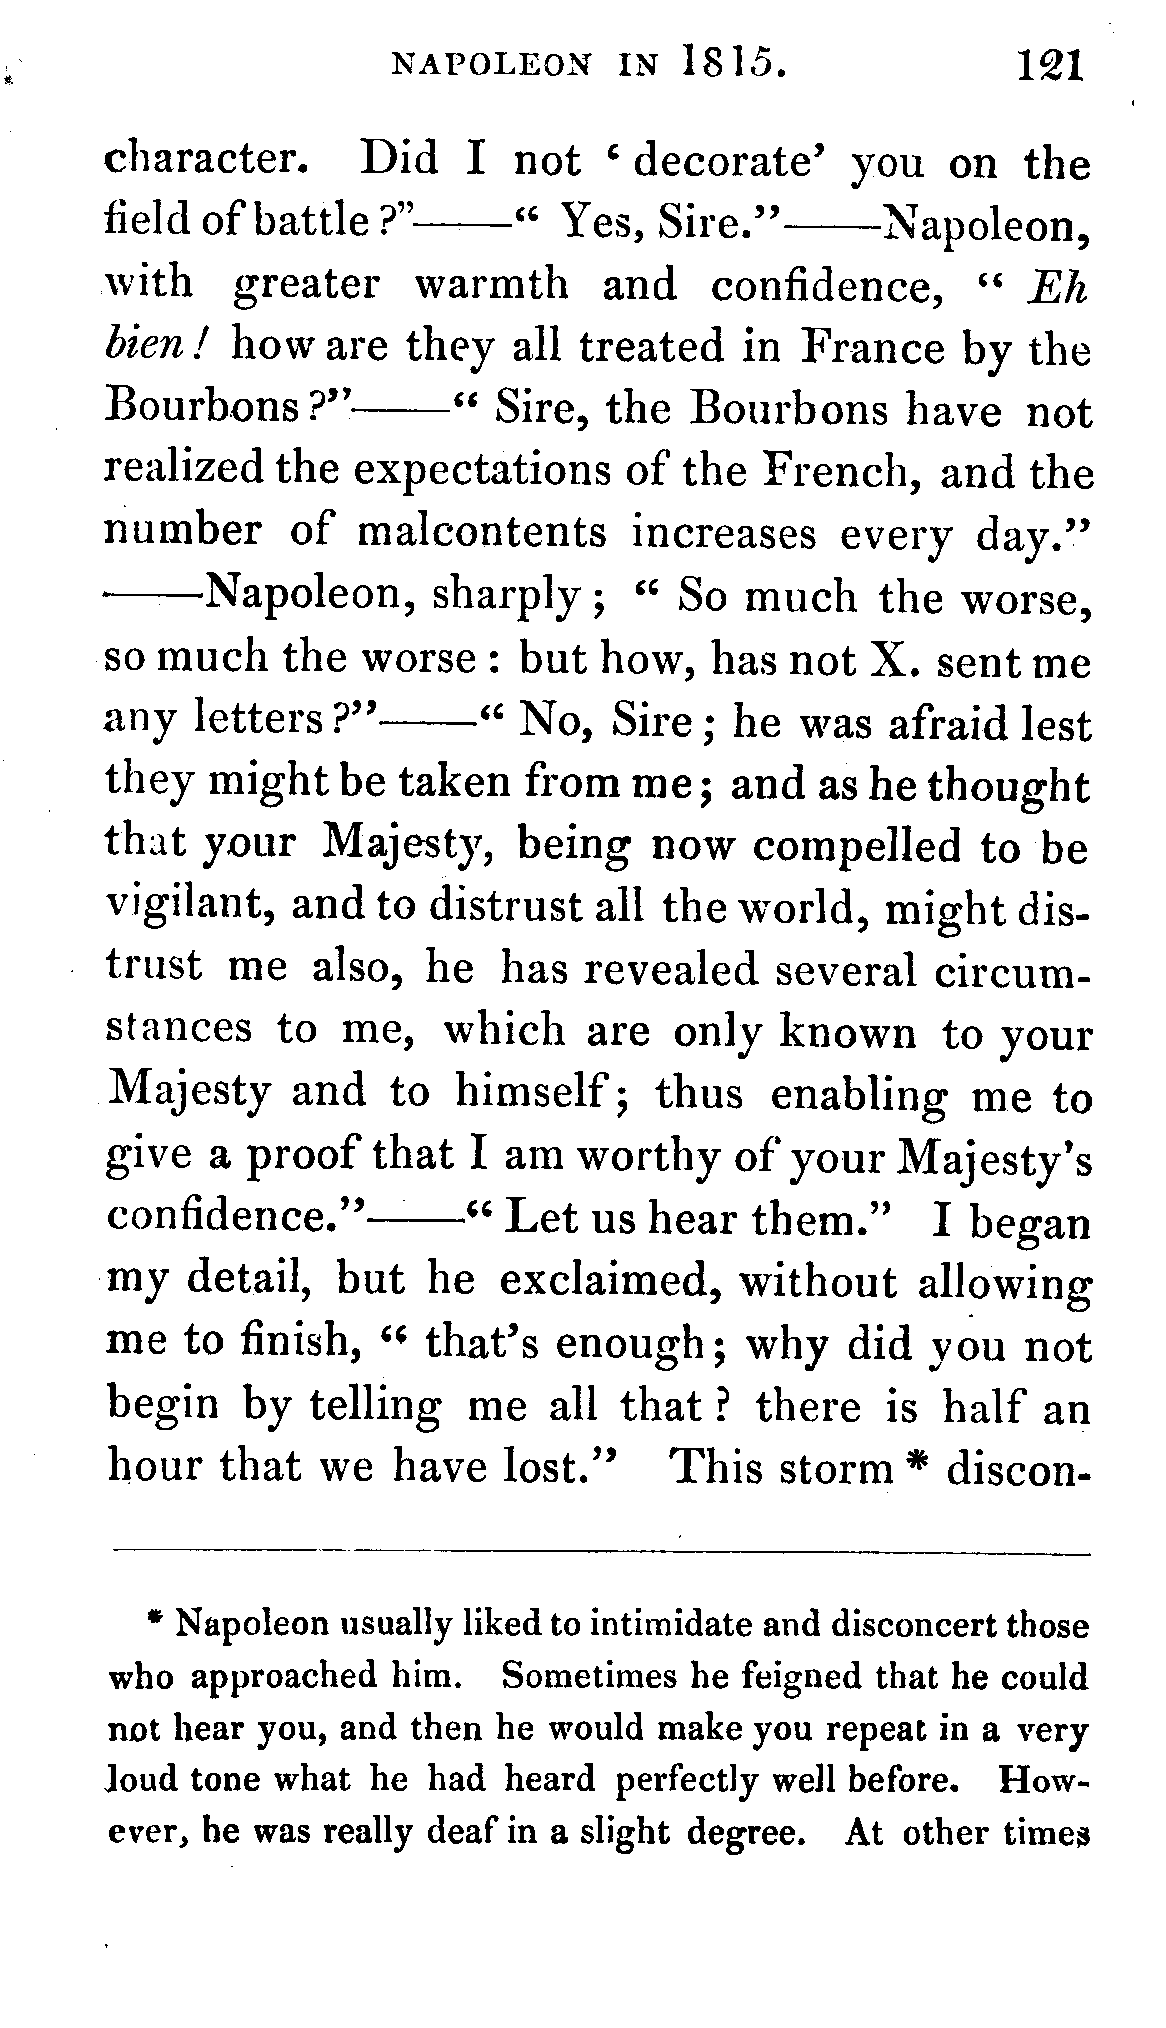 NAPOLEON IN 1815. 121
character. Did I not ‘ decorate’ you on the
field of battle ?”——“ Yes, Sire.”——Napoleon,
with greater warmth and confidence, “ Eh
bien ! how are they all treated in France by the
Bourbons ?”——“ Sire, the Bourbons have not
realized the expectations of the French, and the
number of malcontents increases every day.”
——Napoleon, sharply ; “ So much the worse,
so much the worse : but how, has not X. sent me
any letters ?”——“ No, Sire ; he was afraid lest
they might be taken from me ; and as he thought
that your Majesty, being now compelled to be
vigilant, and to distrust all the world, might dis-
trust me also, he has revealed several circum-
stances to me, which are only known to your
Majesty and to himself ; thus enabling me to
give a proof that I am worthy of your Majesty’s
confidence.”——“ Let us hear them.” I began
my detail, but he exclaimed, without allowing
me to finish, “ that’s enough ; why did you not
begin by telling me all that ? there is half an
hour that we have lost.” This storm * discon-
* Napoleon usually liked to intimidate and disconcert those
who approached him. Sometimes he feigned that he could
not hear you, and then he would make you repeat in a very
loud tone what he had heard perfectly well before. How-
ever, he was really deaf in a slight degree. At other times